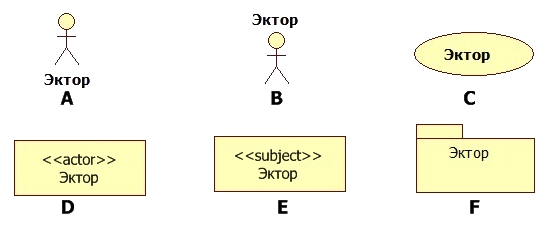 Эктор
Эктор
A
B
Эктор
C
<<actor>>
Эктор
D
<<subject>>
Эктор
E
Эктор
F